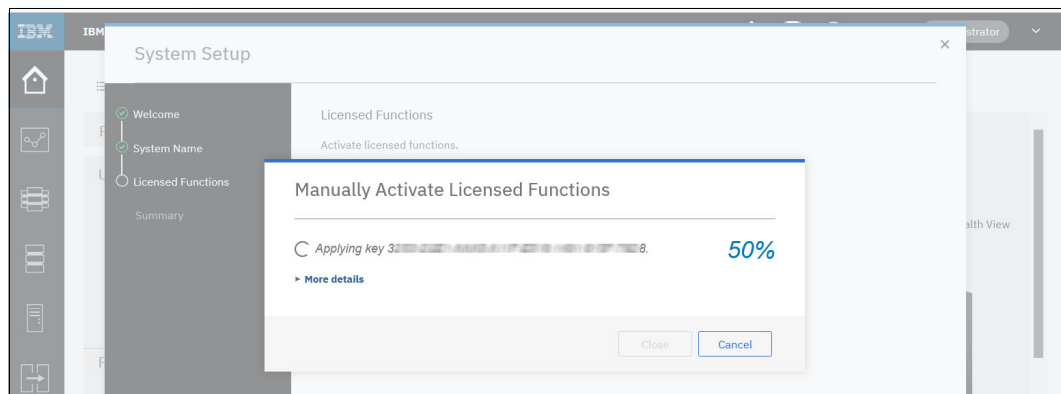 IBM
IBM
strator
System Setup
Welcome
System Name
Licensed Functions
Summary
Licensed Functions
Activate licensed functions.
Manually Activate Licensed Functions
Applying key 3 8.
50%
More details
Close
Cancel
alth View